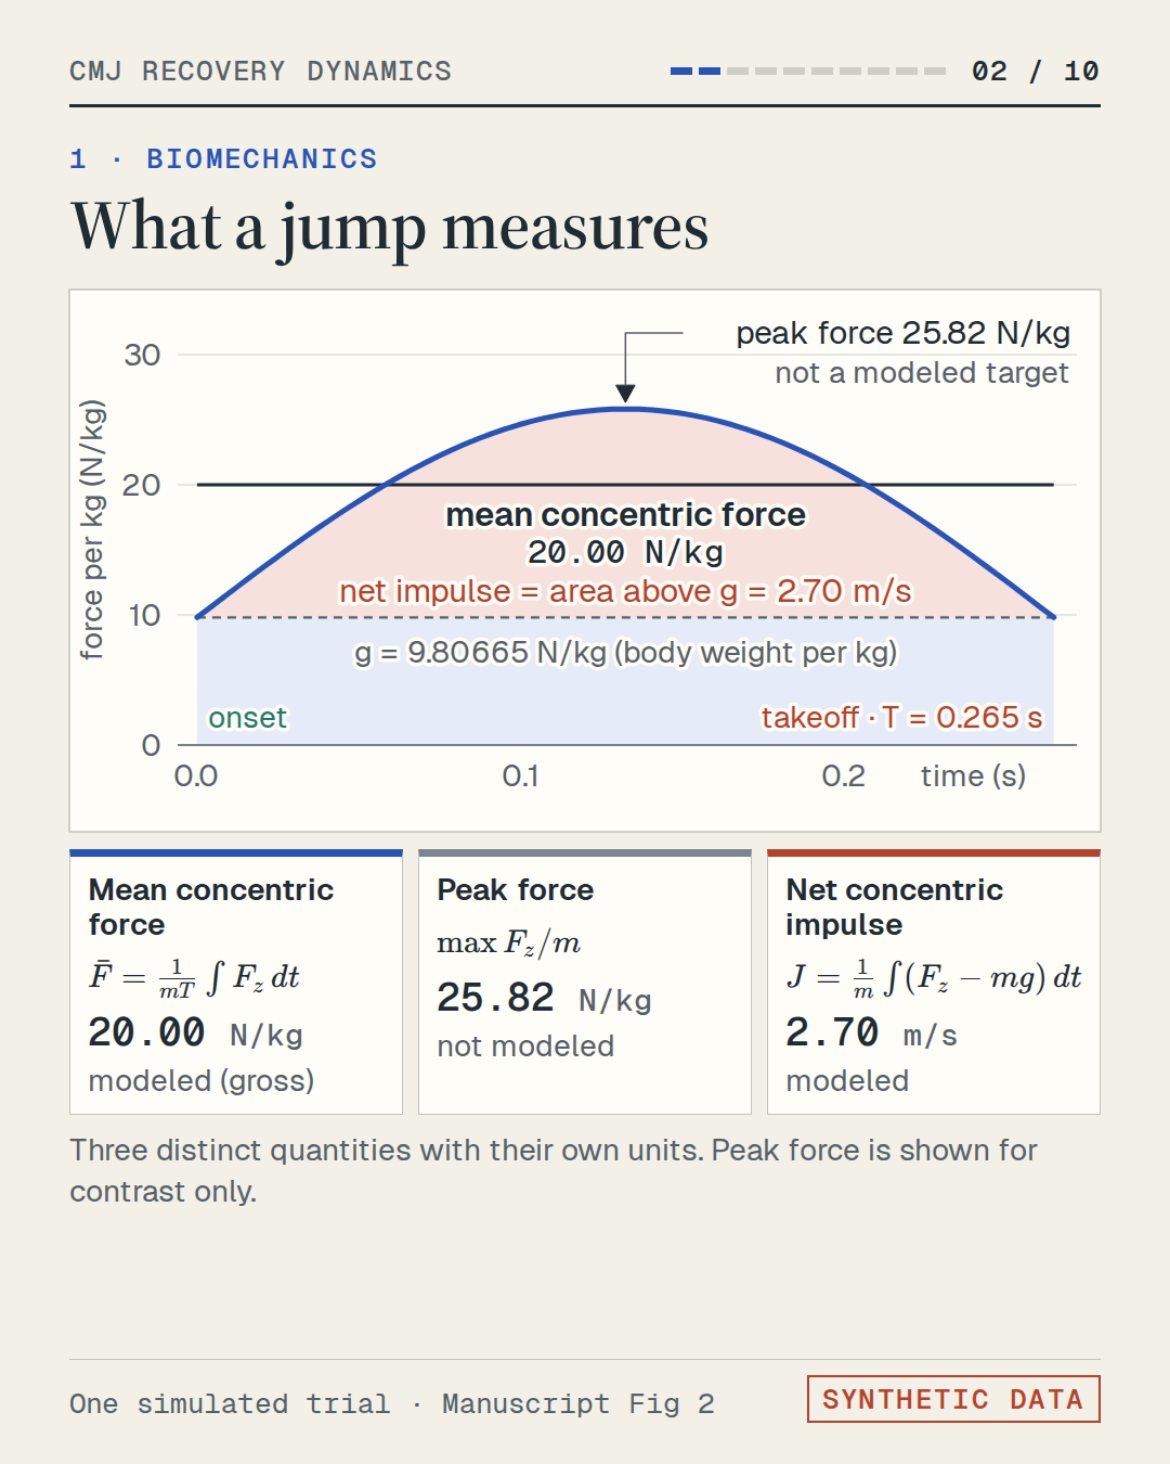 CMJ RECOVERY DYNAMICS
02 / 10
1 · BIOMECHANICS
What a jump measures
peak force 25.82 N/kg
not a modeled target
30
20
10
0
force per kg (N/kg)
mean concentric force
20.00 N/kg
net impulse = area above g = 2.70 m/s
g = 9.80665 N/kg (body weight per kg)
onset
takeoff · T = 0.265 s
0.0
0.1
0.2
time (s)
Mean concentric
force
F̄ = 1/mT ∫ F_z dt
20.00 N/kg
modeled (gross)
Peak force
max F_z/m
25.82 N/kg
not modeled
Net concentric
impulse
J = 1/m ∫(F_z − mg) dt
2.70 m/s
modeled
Three distinct quantities with their own units. Peak force is shown for
contrast only.
One simulated trial · Manuscript Fig 2
SYNTHETIC DATA